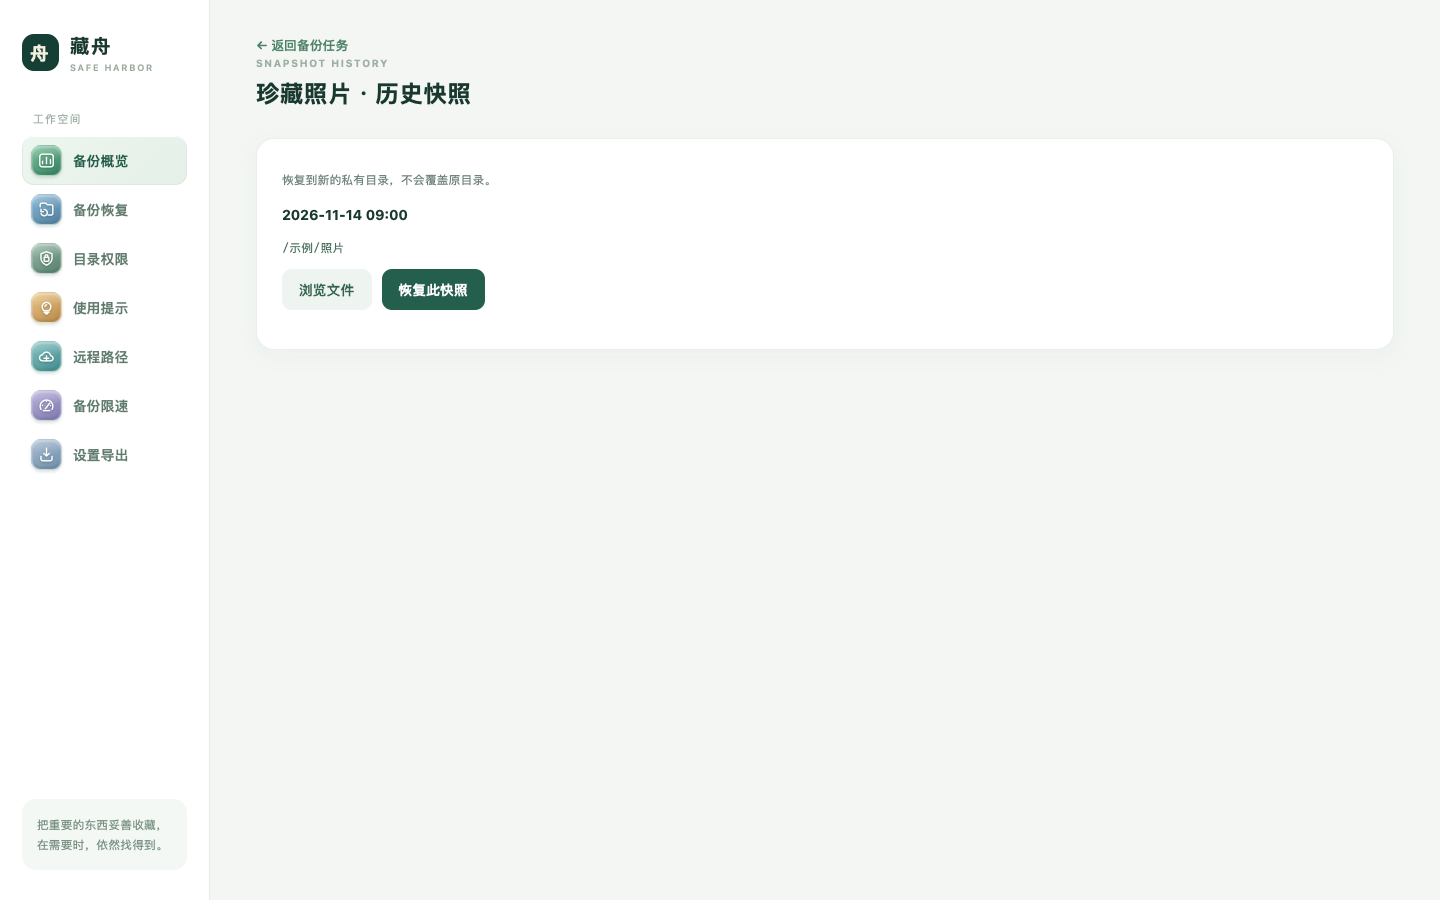 舟
藏舟
SAFE HARBOR
工作空间
备份概览
备份恢复
目录权限
使用提示
远程路径
备份限速
设置导出
把重要的东西妥善收藏，
在需要时，依然找得到。
← 返回备份任务
SNAPSHOT HISTORY
珍藏照片 · 历史快照
恢复到新的私有目录，不会覆盖原目录。
2026-11-14 09:00
/示例/照片
浏览文件
恢复此快照